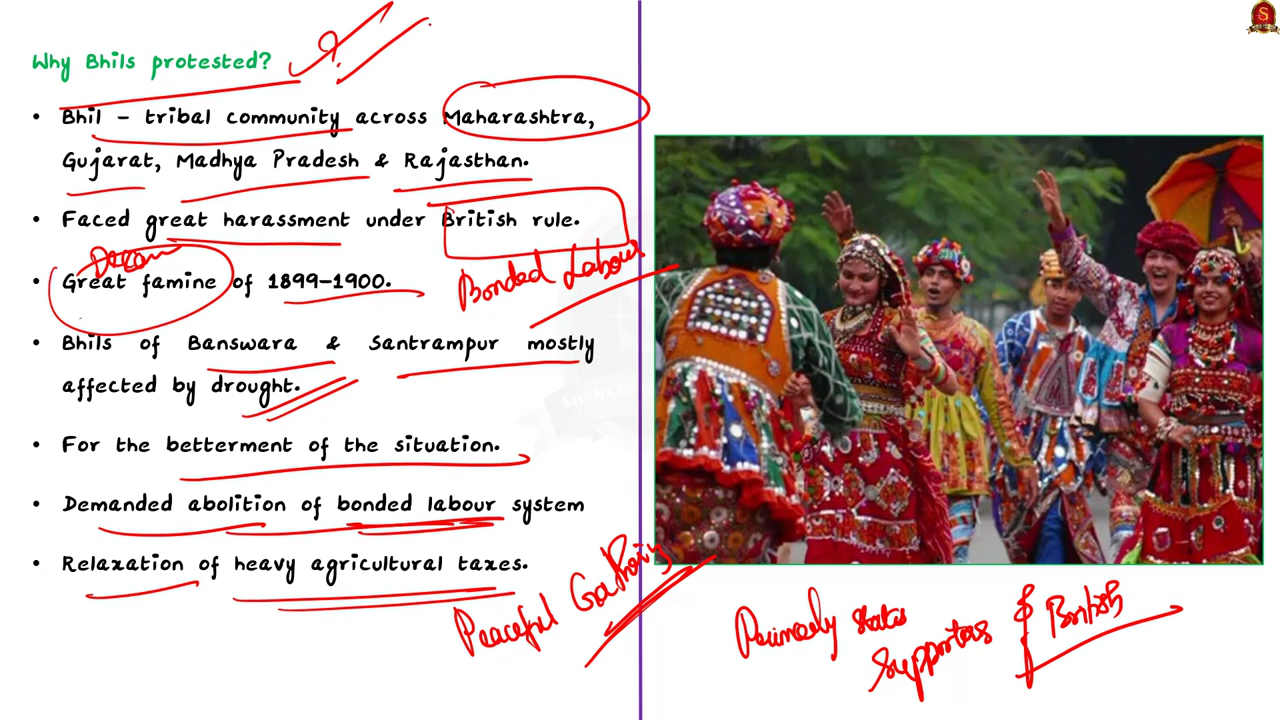 Why Bhils protested?
• Bhil – tribal community across Maharashtra,
Gujarat, Madhya Pradesh & Rajasthan.
• Faced great harassment under British rule.
Bonded Labour
• Great famine of 1899–1900.
• Bhils of Banswara & Santrampur mostly
affected by drought.
• For the betterment of the situation.
• Demanded abolition of bonded labour system
• Relaxation of heavy agricultural taxes.
Peaceful Gathering
states
Supporters of British
S